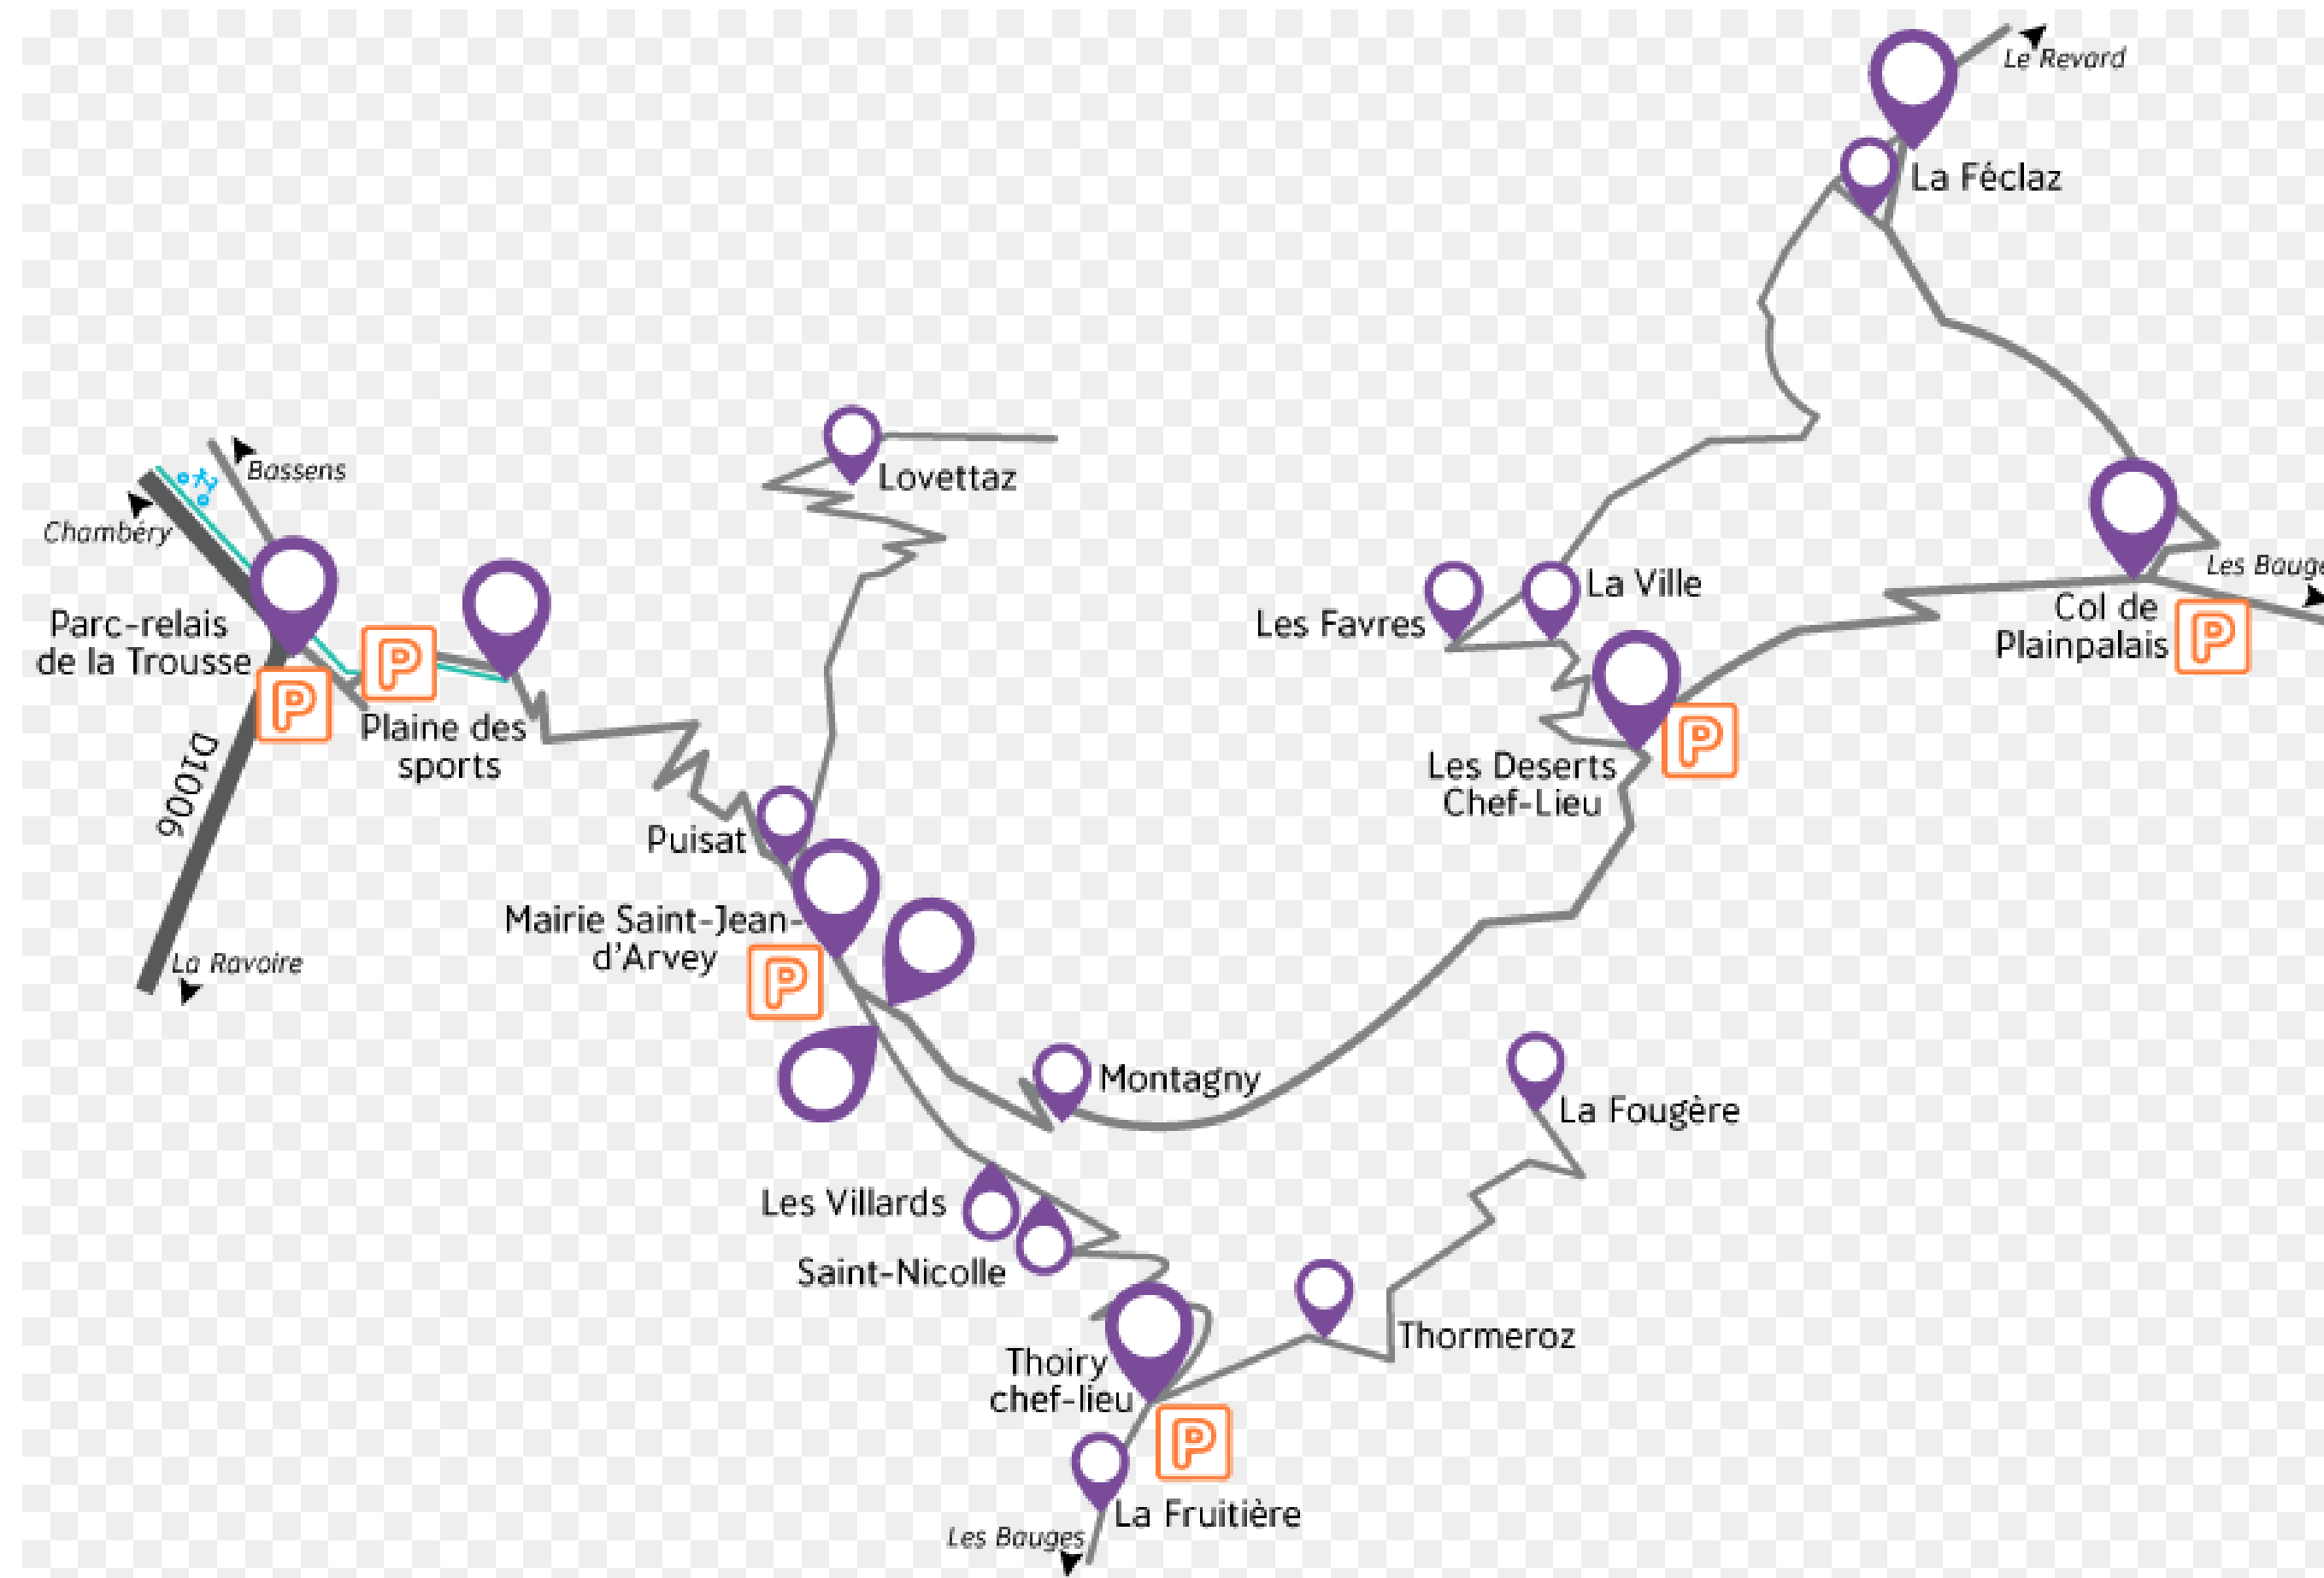 Le Revard
La Féclaz
Bassens
Chambéry
Lovettaz
Parc-relais
de la Trousse
P
P
Plaine des
sports
D1006
La Ravoire
Puisat
Mairie Saint-Jean-
d'Arvey
P
Les Favres
La Ville
Les Deserts
Chef-Lieu
P
Col de
Plainpalais
P
Les Bauge
Montagny
La Fougère
Les Villards
Saint-Nicolle
Thormeroz
Thoiry
chef-lieu
P
La Fruitière
Les Bauges